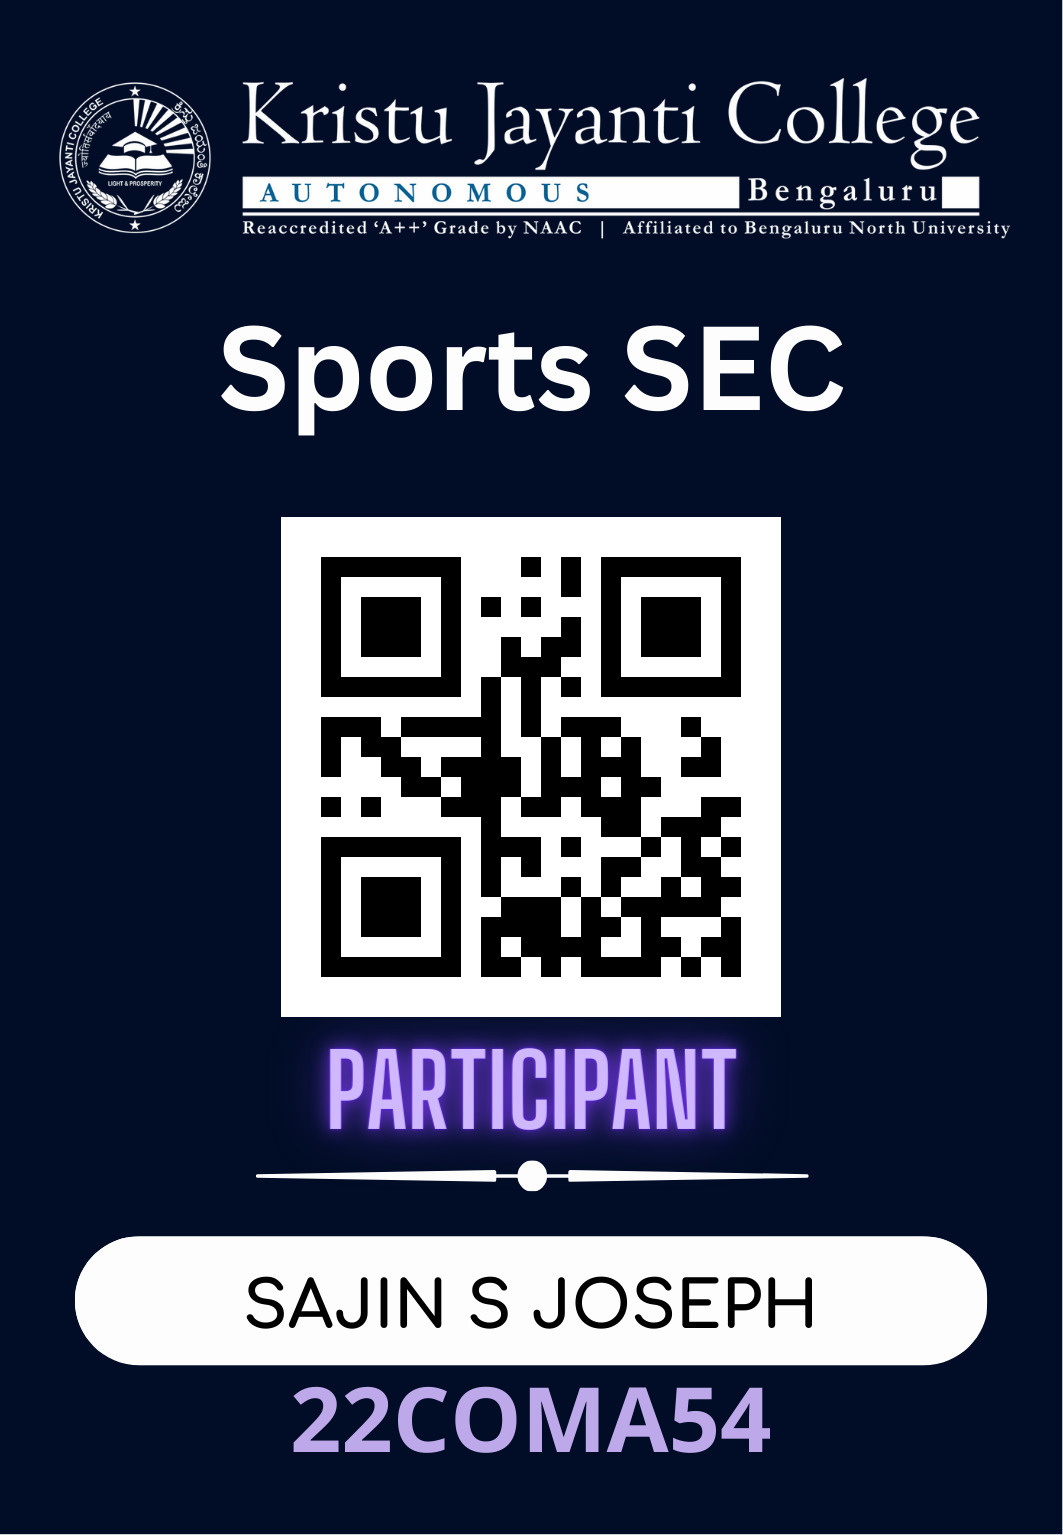 Kristu Jayanti College
AUTONOMOUS Bengaluru
Reaccredited ‘A++’ Grade by NAAC | Affiliated to Bengaluru North University
KRISTU JAYANTI COLLEGE
ಕ್ರಿಸ್ತು ಜಯಂತಿ ಕಾಲೇಜು
LIGHT & PROSPERITY
Sports SEC
PARTICIPANT
SAJIN S JOSEPH
22COMA54